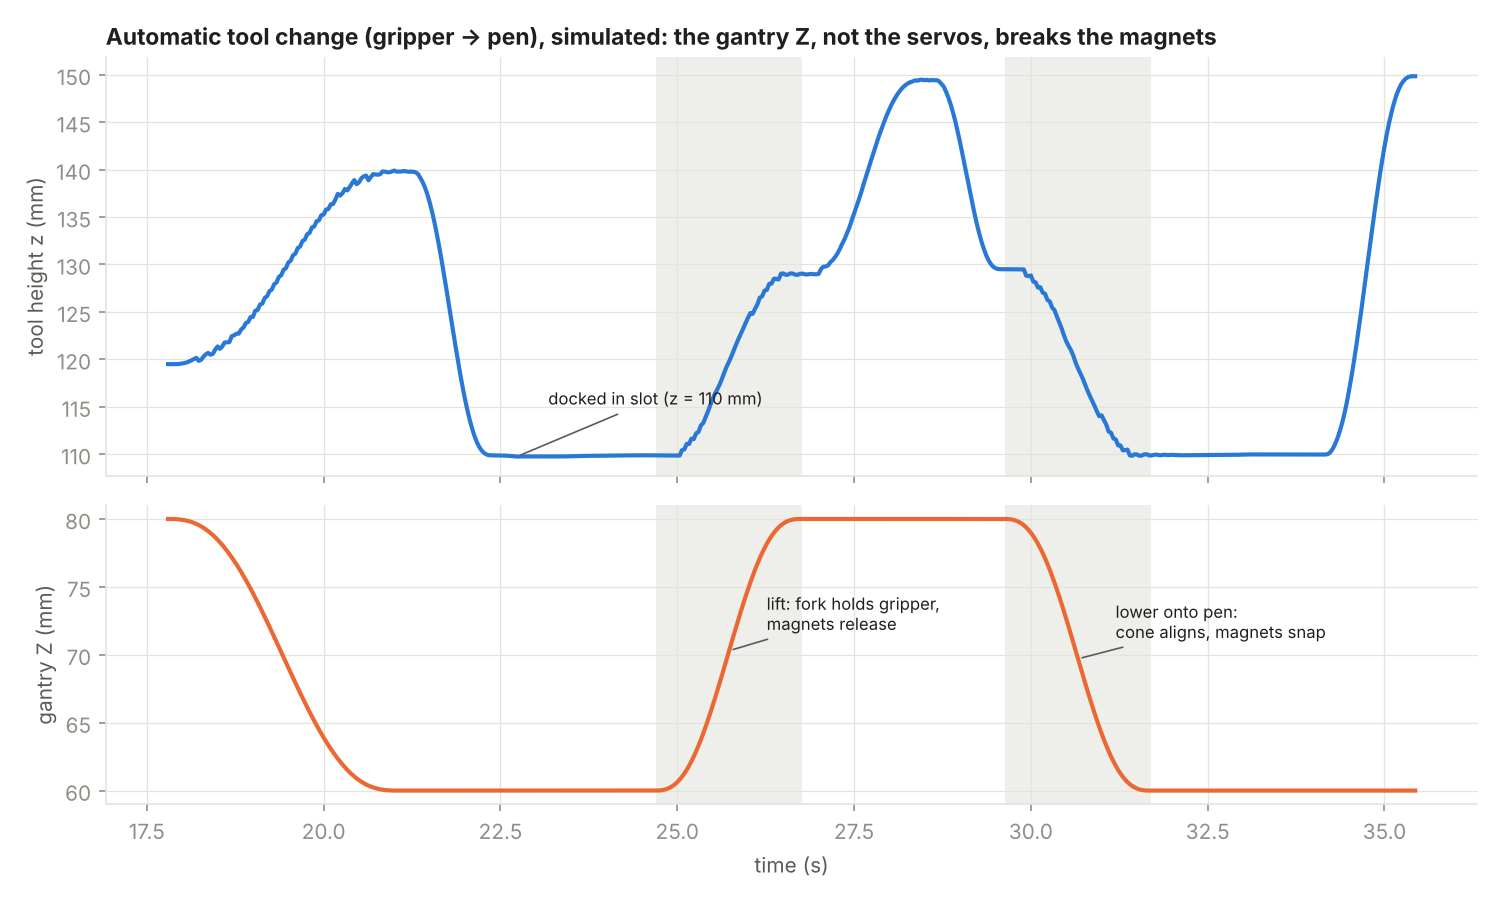 Automatic tool change (gripper → pen), simulated: the gantry Z, not the servos, breaks the magnets
tool height z (mm)
150
145
140
135
130
125
120
115
110
docked in slot (z = 110 mm)
gantry Z (mm)
80
75
70
65
60
lift: fork holds gripper,
magnets release
lower onto pen:
cone aligns, magnets snap
17.5 20.0 22.5 25.0 27.5 30.0 32.5 35.0
time (s)